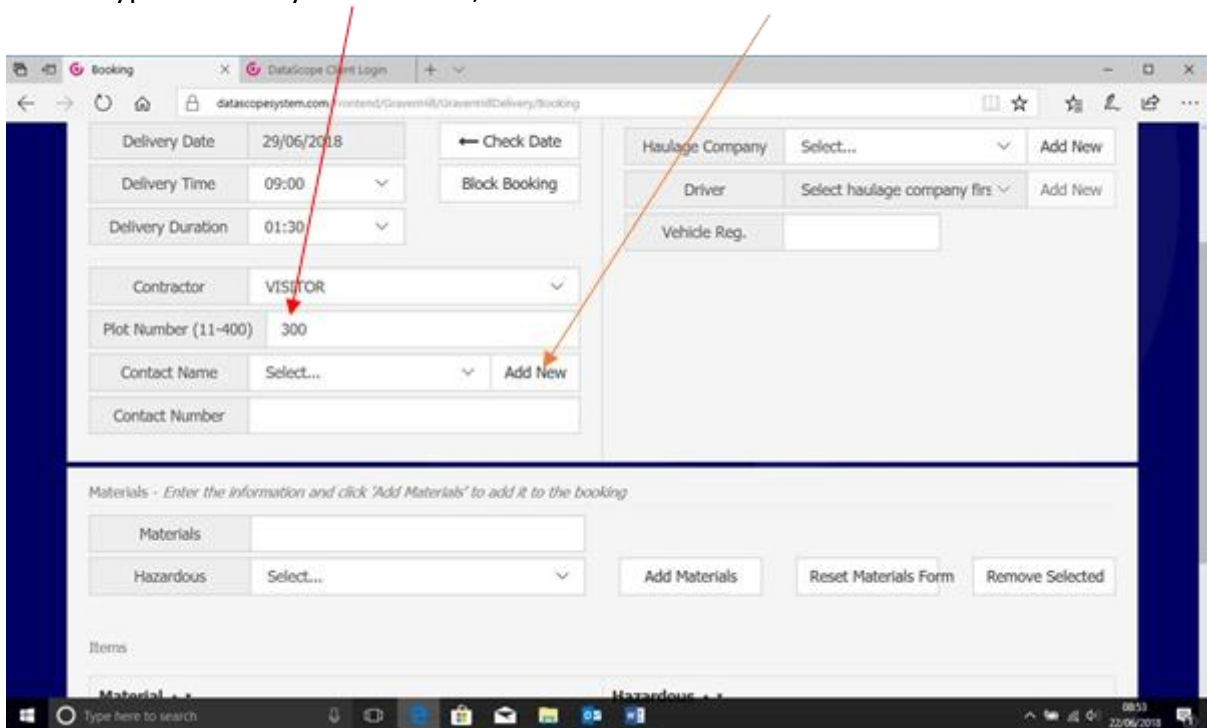 Booking
DataScope Client Login
datascopesystem.com/Frontend/GravenHill/GravenHillDelivery/Booking
Delivery Date 29/06/2018 Check Date
Haulage Company Select... Add New
Delivery Time 09:00 Block Booking
Driver Select haulage company firs Add New
Delivery Duration 01:30
Vehicle Reg.
Contractor VISITOR
Plot Number (11-400) 300
Contact Name Select... Add New
Contact Number
Materials - Enter the information and click 'Add Materials' to add it to the booking
Materials
Hazardous Select... Add Materials Reset Materials Form Remove Selected
Items
Material
Hazardous
Type here to search
08:53
22/06/2018